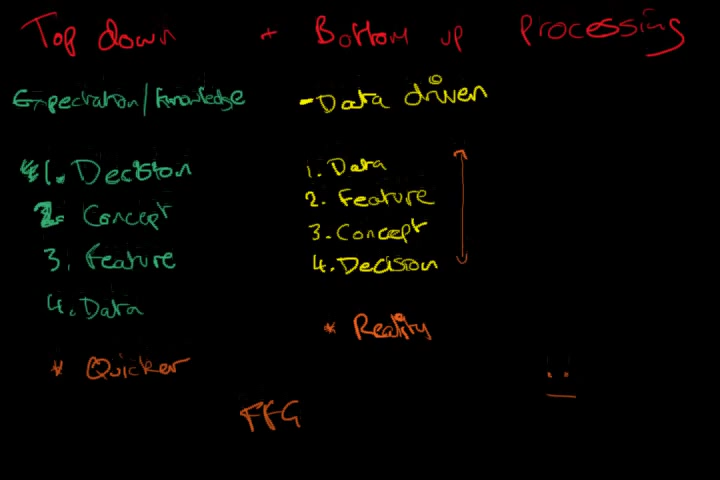 Top down + Bottom up processing
Expectation/knowledge
1. Decision
2. Concept
3. Feature
4. Data
* Quicker
- Data driven
1. Data
2. Feature
3. Concept
4. Decision
* Reality
FFG